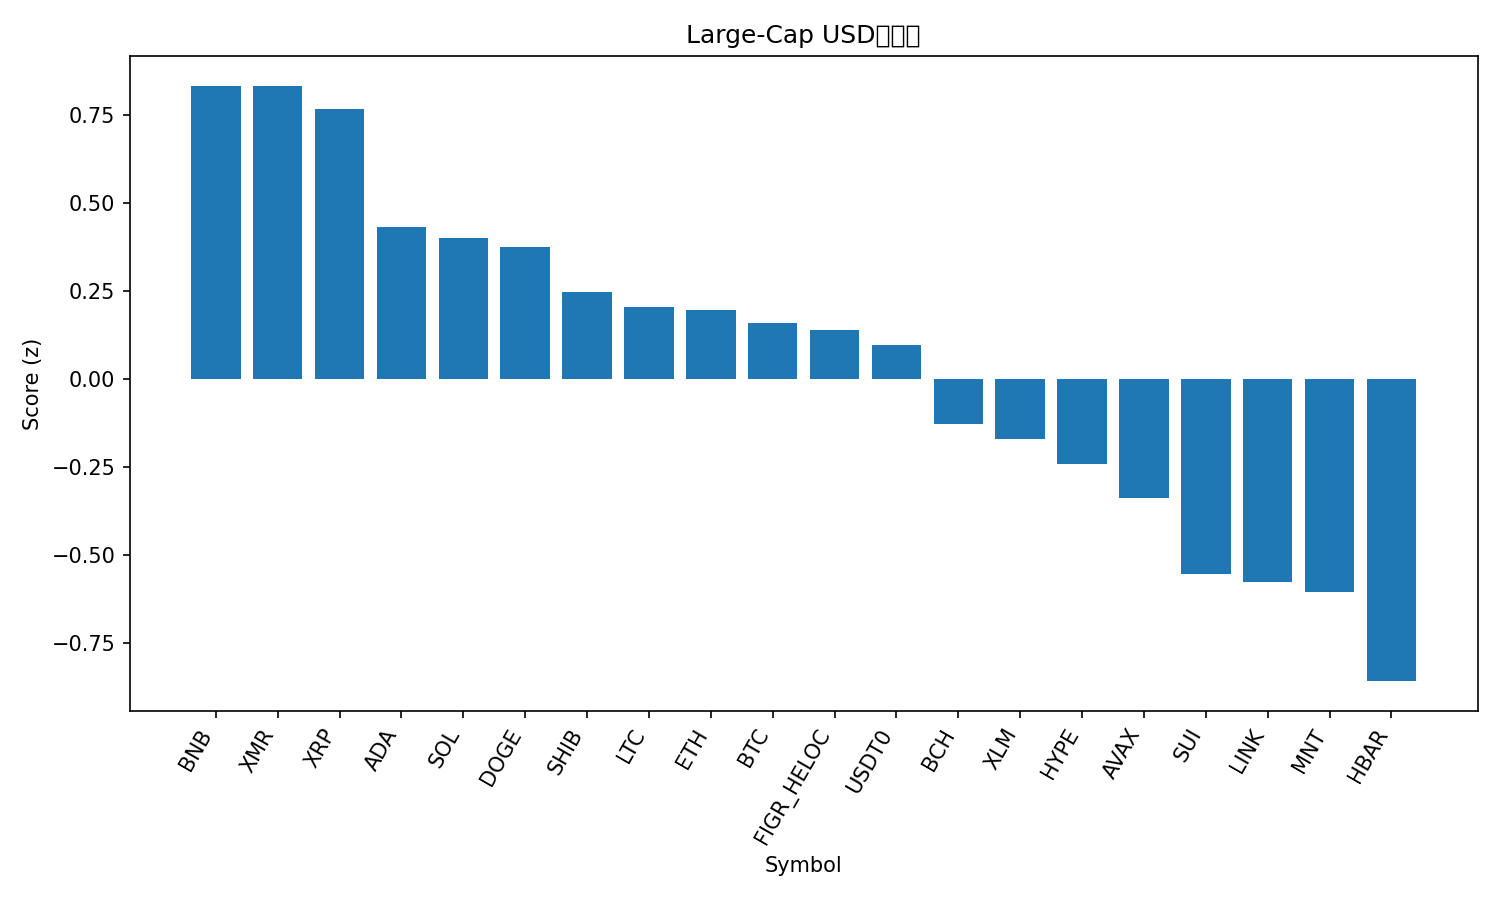 Large-Cap USD
0.75
0.50
0.25
0.00
−0.25
−0.50
−0.75
Score (z)
BNB
XMR
XRP
ADA
SOL
DOGE
SHIB
LTC
ETH
BTC
FIGR_HELOC
USDT0
BCH
XLM
HYPE
AVAX
SUI
LINK
MNT
HBAR
Symbol